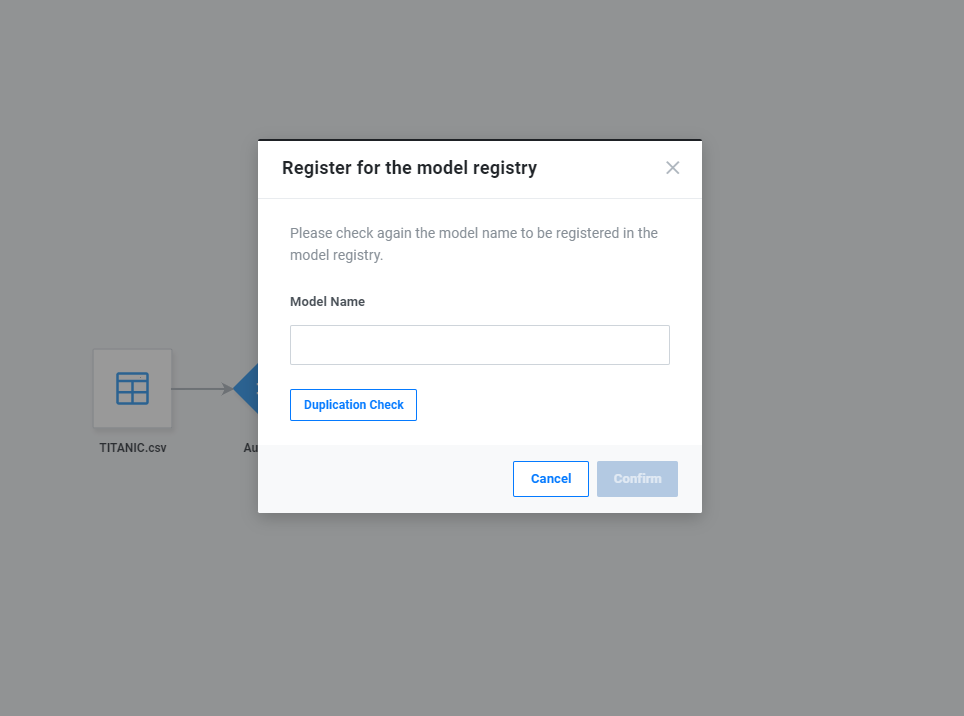 Register for the model registry
Please check again the model name to be registered in the
model registry.
Model Name
Duplication Check
TITANIC.csv
Au
Cancel
Confirm